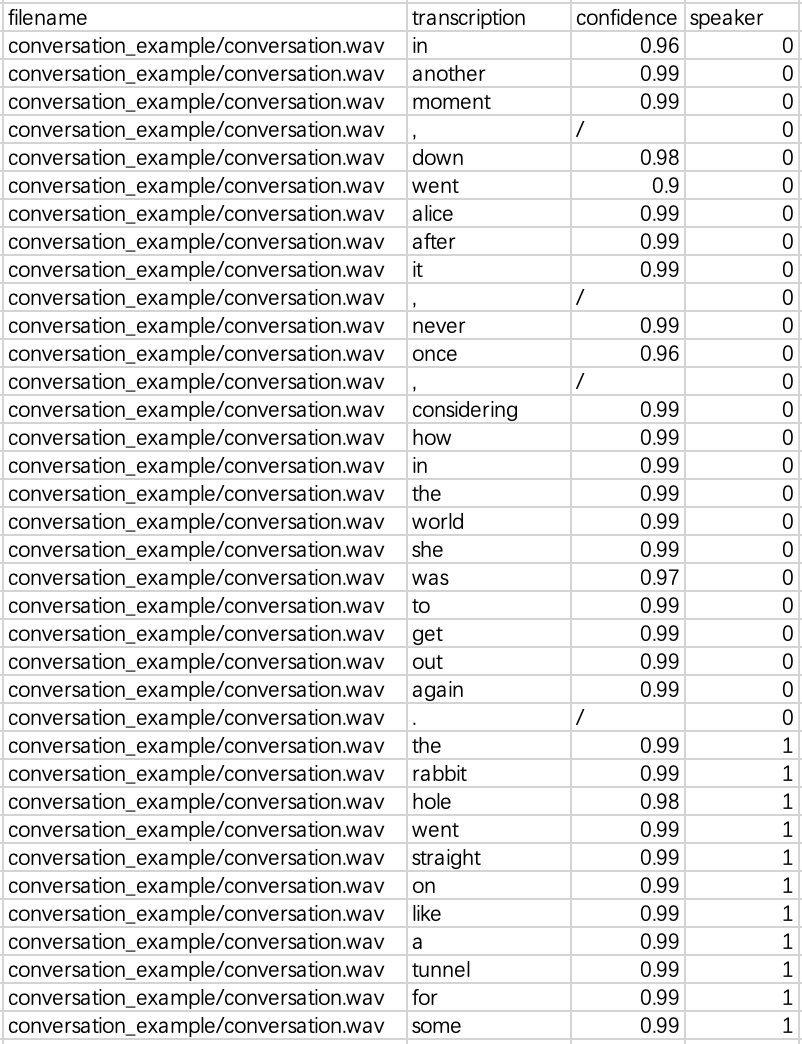 filename transcription confidence speaker
conversation_example/conversation.wav in 0.96 0
conversation_example/conversation.wav another 0.99 0
conversation_example/conversation.wav moment 0.99 0
conversation_example/conversation.wav , / 0
conversation_example/conversation.wav down 0.98 0
conversation_example/conversation.wav went 0.9 0
conversation_example/conversation.wav alice 0.99 0
conversation_example/conversation.wav after 0.99 0
conversation_example/conversation.wav it 0.99 0
conversation_example/conversation.wav , / 0
conversation_example/conversation.wav never 0.99 0
conversation_example/conversation.wav once 0.96 0
conversation_example/conversation.wav , / 0
conversation_example/conversation.wav considering 0.99 0
conversation_example/conversation.wav how 0.99 0
conversation_example/conversation.wav in 0.99 0
conversation_example/conversation.wav the 0.99 0
conversation_example/conversation.wav world 0.99 0
conversation_example/conversation.wav she 0.99 0
conversation_example/conversation.wav was 0.97 0
conversation_example/conversation.wav to 0.99 0
conversation_example/conversation.wav get 0.99 0
conversation_example/conversation.wav out 0.99 0
conversation_example/conversation.wav again 0.99 0
conversation_example/conversation.wav . / 0
conversation_example/conversation.wav the 0.99 1
conversation_example/conversation.wav rabbit 0.99 1
conversation_example/conversation.wav hole 0.98 1
conversation_example/conversation.wav went 0.99 1
conversation_example/conversation.wav straight 0.99 1
conversation_example/conversation.wav on 0.99 1
conversation_example/conversation.wav like 0.99 1
conversation_example/conversation.wav a 0.99 1
conversation_example/conversation.wav tunnel 0.99 1
conversation_example/conversation.wav for 0.99 1
conversation_example/conversation.wav some 0.99 1